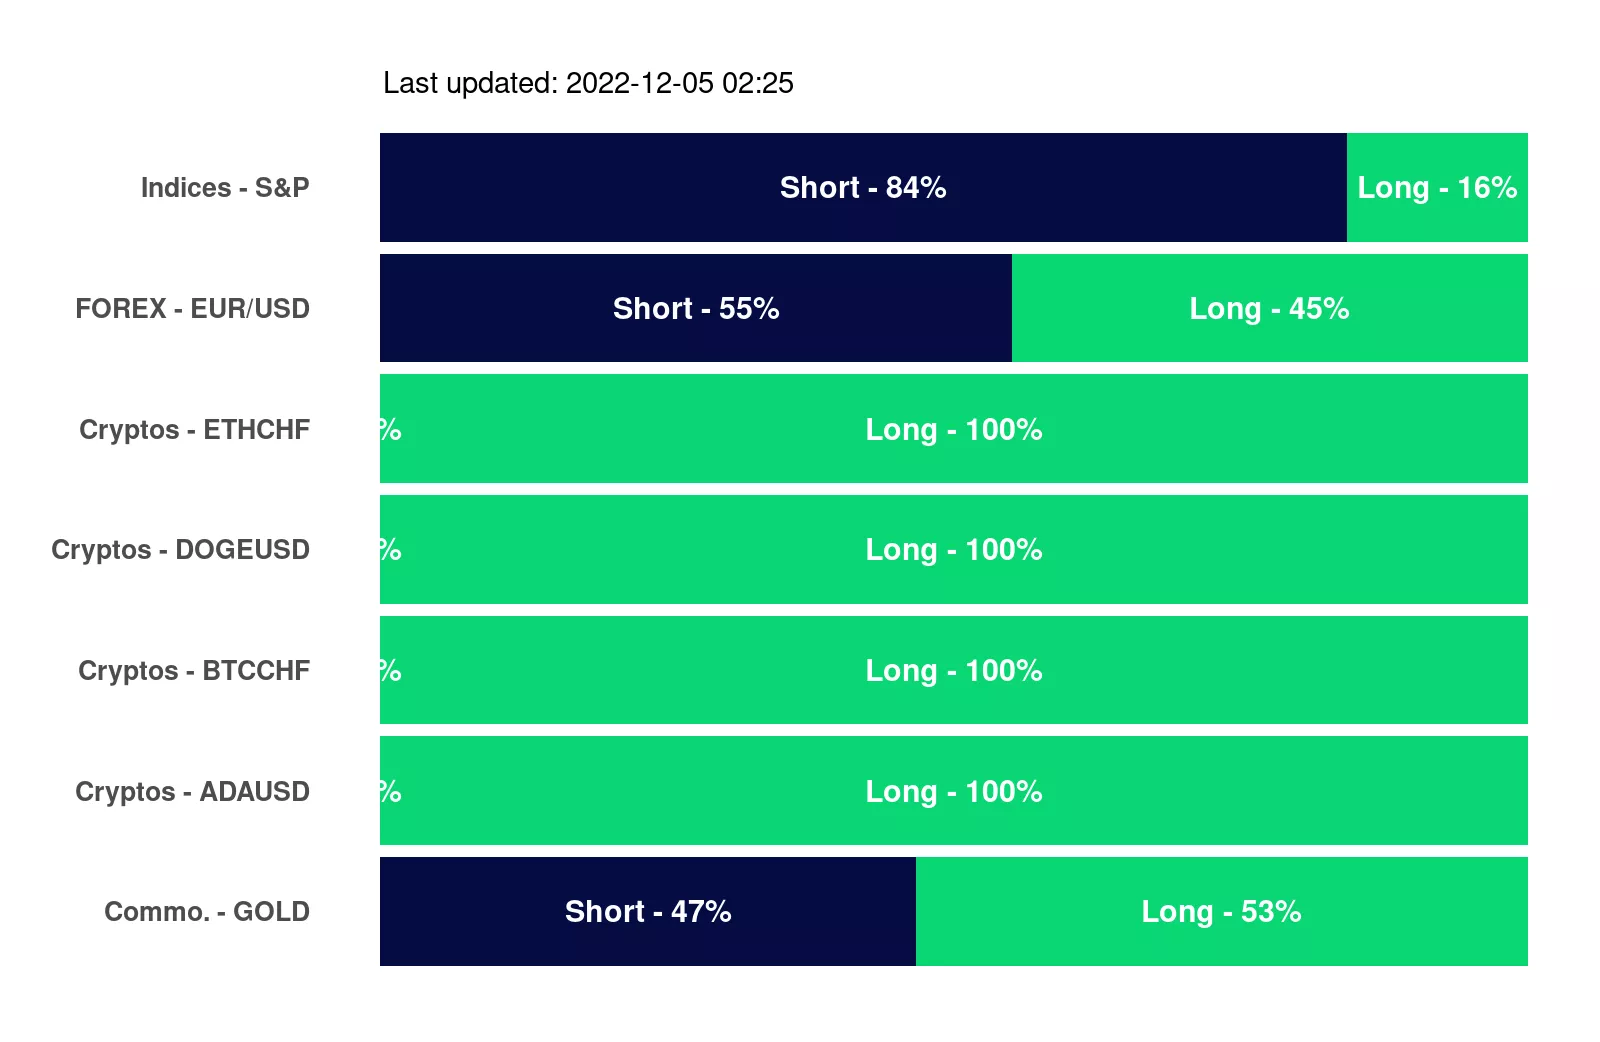 Last updated: 2022-12-05 02:25
Indices - S&P Short - 84% Long - 16%
FOREX - EUR/USD Short - 55% Long - 45%
Cryptos - ETHCHF % Long - 100%
Cryptos - DOGEUSD % Long - 100%
Cryptos - BTCCHF % Long - 100%
Cryptos - ADAUSD % Long - 100%
Commo. - GOLD Short - 47% Long - 53%